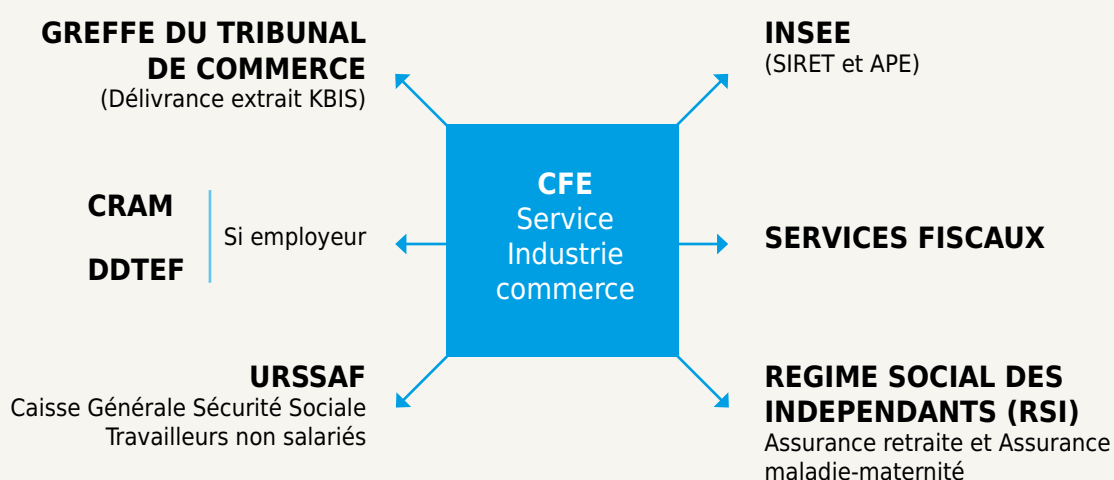 GREFFE DU TRIBUNAL
DE COMMERCE
(Délivrance extrait KBIS)
INSEE
(SIRET et APE)
CFE
Service
Industrie
commerce
CRAM
DDTEF
Si employeur
SERVICES FISCAUX
URSSAF
Caisse Générale Sécurité Sociale
Travailleurs non salariés
REGIME SOCIAL DES
INDEPENDANTS (RSI)
Assurance retraite et Assurance
maladie-maternité